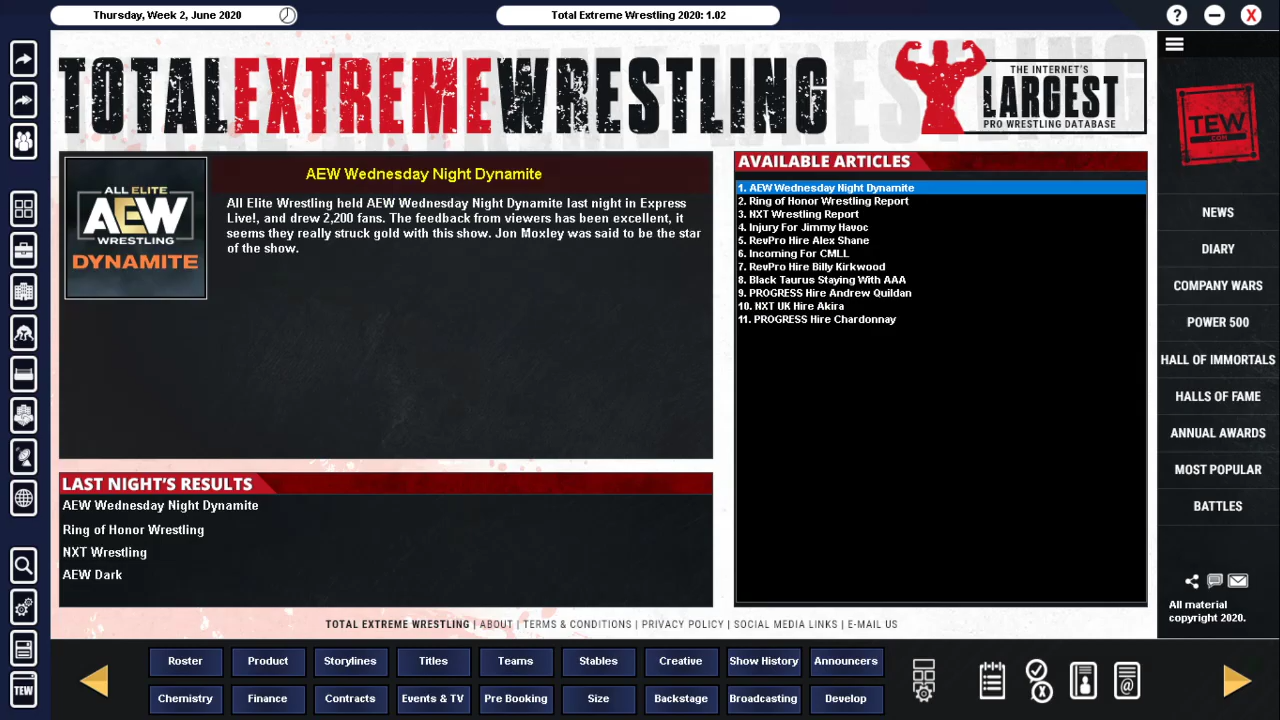 Thursday, Week 2, June 2020
Total Extreme Wrestling 2020: 1.02
?
X
TOTALEXTREMEWRESTLING
THE INTERNET'S
LARGEST
PRO WRESTLING DATABASE
TEW
.COM
ALL ELITE
AEW
WRESTLING
DYNAMITE
AEW Wednesday Night Dynamite
All Elite Wrestling held AEW Wednesday Night Dynamite last night in Express
Live!, and drew 2,200 fans. The feedback from viewers has been excellent, it
seems they really struck gold with this show. Jon Moxley was said to be the star
of the show.
AVAILABLE ARTICLES
1. AEW Wednesday Night Dynamite
2. Ring of Honor Wrestling Report
3. NXT Wrestling Report
4. Injury For Jimmy Havoc
5. RevPro Hire Alex Shane
6. Incoming For CMLL
7. RevPro Hire Billy Kirkwood
8. Black Taurus Staying With AAA
9. PROGRESS Hire Andrew Quildan
10. NXT UK Hire Akira
11. PROGRESS Hire Chardonnay
NEWS
DIARY
COMPANY WARS
POWER 500
HALL OF IMMORTALS
HALLS OF FAME
ANNUAL AWARDS
MOST POPULAR
BATTLES
All material
copyright 2020.
LAST NIGHT'S RESULTS
AEW Wednesday Night Dynamite
Ring of Honor Wrestling
NXT Wrestling
AEW Dark
TOTAL EXTREME WRESTLING | ABOUT | TERMS & CONDITIONS | PRIVACY POLICY | SOCIAL MEDIA LINKS | E-MAIL US
Roster
Product
Storylines
Titles
Teams
Stables
Creative
Show History
Announcers
Chemistry
Finance
Contracts
Events & TV
Pre Booking
Size
Backstage
Broadcasting
Develop
TEW